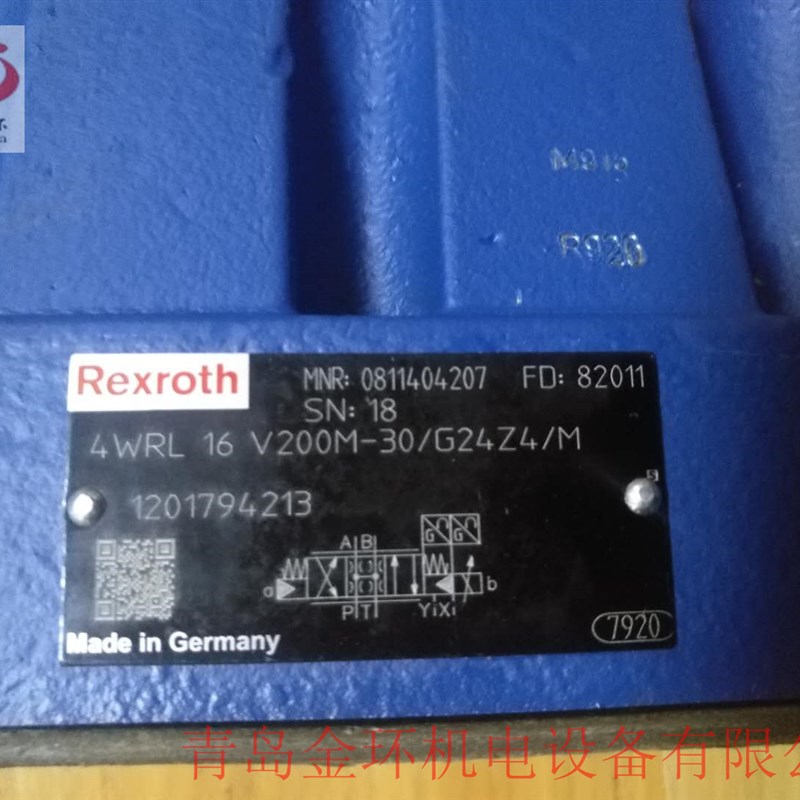 R920
Rexroth
MNR: 0811404207 FD: 82011
SN: 18
4WRL 16 V200M-30/G24Z4/M
1201794213
S
G G
A B
a b
P T Y Xi
Made in Germany
7920
青岛金环机电设备有限公